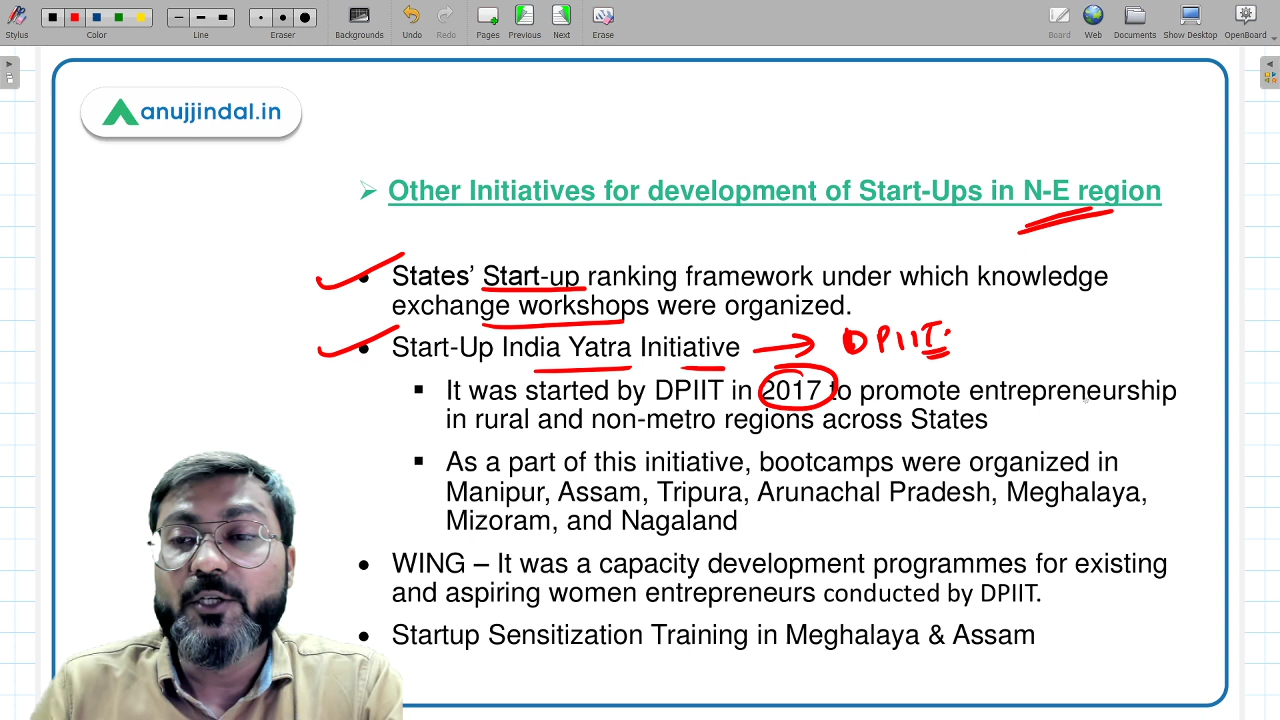 Stylus
Color
Line
Eraser
Backgrounds
Undo
Redo
Pages
Previous
Next
Erase
Board
Web
Documents
Show Desktop
OpenBoard
anujjindal.in
Other Initiatives for development of Start-Ups in N-E region
States’ Start-up ranking framework under which knowledge
exchange workshops were organized.
Start-Up India Yatra Initiative → DPIIT.
It was started by DPIIT in 2017 to promote entrepreneurship
in rural and non-metro regions across States
As a part of this initiative, bootcamps were organized in
Manipur, Assam, Tripura, Arunachal Pradesh, Meghalaya,
Mizoram, and Nagaland
WING – It was a capacity development programmes for existing
and aspiring women entrepreneurs conducted by DPIIT.
Startup Sensitization Training in Meghalaya & Assam